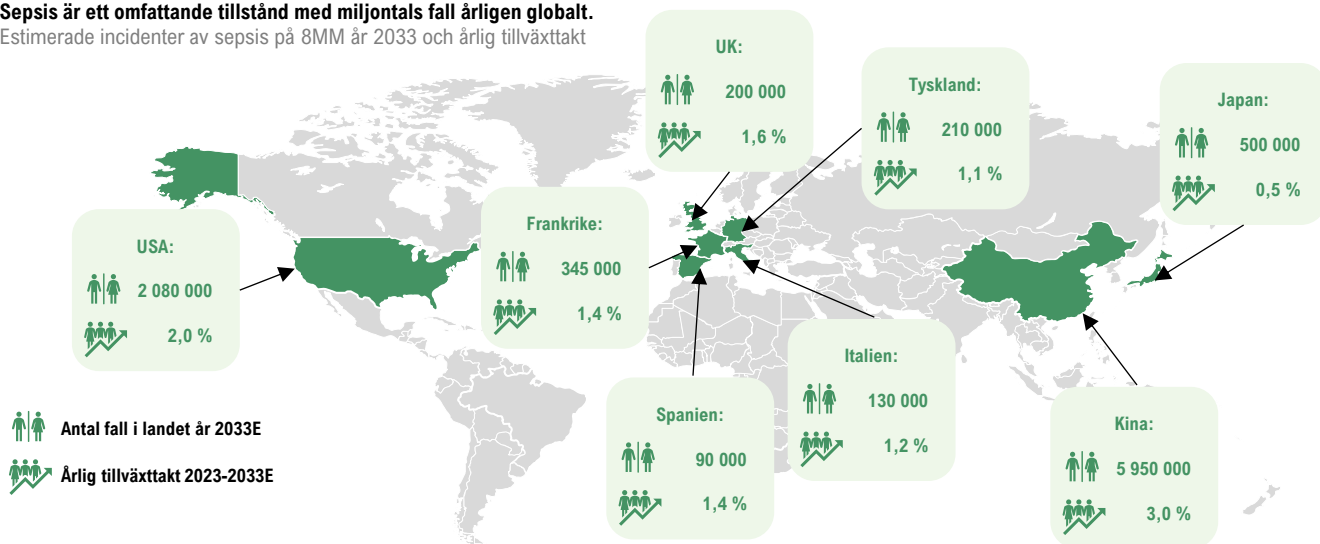 Sepsis är ett omfattande tillstånd med miljontals fall årligen globalt.
Estimerade incidenter av sepsis på 8MM år 2033 och årlig tillväxttakt
UK:
200 000
1,6 %
Tyskland:
210 000
1,1 %
Japan:
500 000
0,5 %
USA:
2 080 000
2,0 %
Frankrike:
345 000
1,4 %
Italien:
130 000
1,2 %
Spanien:
90 000
1,4 %
Kina:
5 950 000
3,0 %
Antal fall i landet år 2033E
Årlig tillväxttakt 2023-2033E